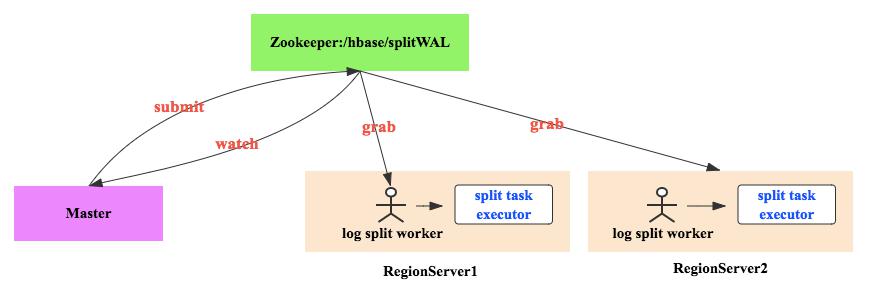 Zookeeper:/hbase/splitWAL
submit
watch
grab
grab
Master
split task
executor
log split worker
RegionServer1
split task
executor
log split worker
RegionServer2